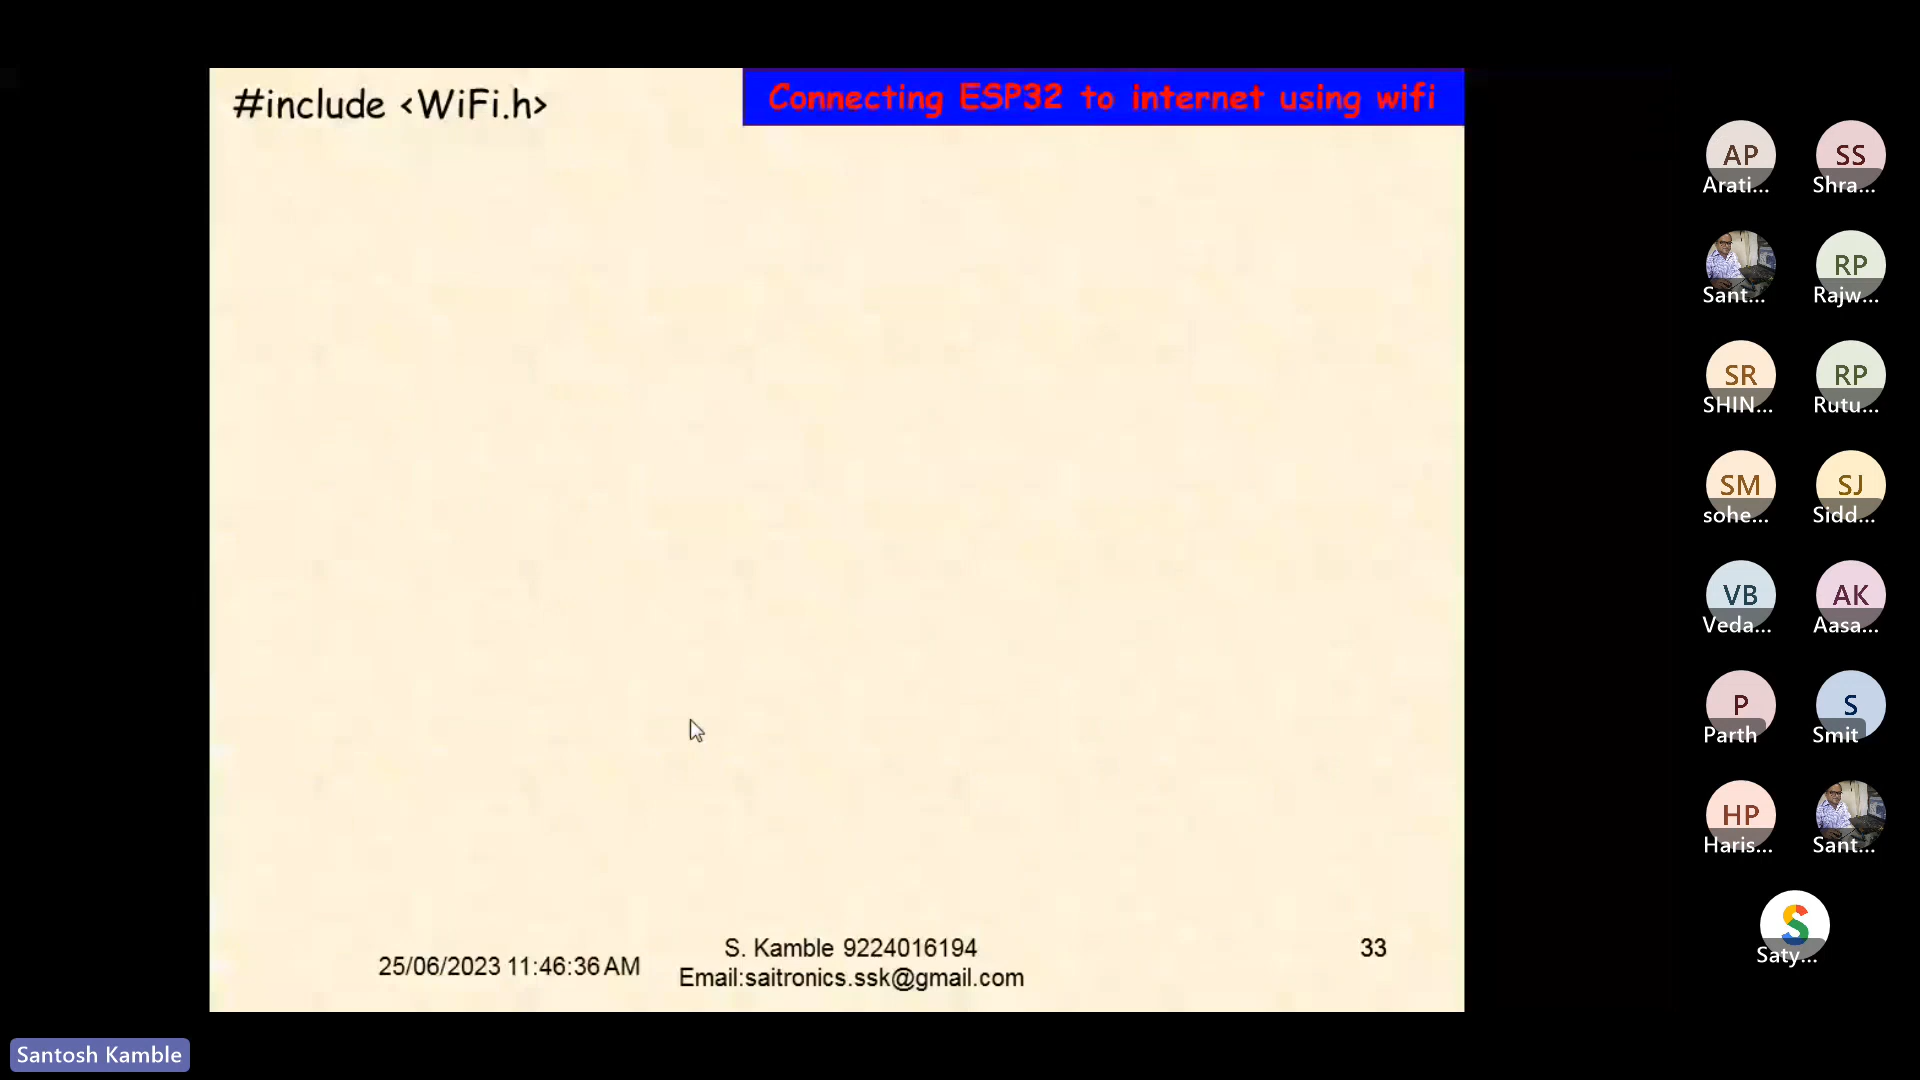 #include <WiFi.h>
Connecting ESP32 to internet using wifi
25/06/2023 11:46:36 AM
S. Kamble 9224016194
Email:saitronics.ssk@gmail.com
33
AP
Arati...
SS
Shra...
Sant...
RP
Rajw...
SR
SHIN...
RP
Rutu...
SM
sohe...
SJ
Sidd...
VB
Veda...
AK
Aasa...
P
Parth
S
Smit
HP
Haris...
Sant...
S
Saty...
Santosh Kamble